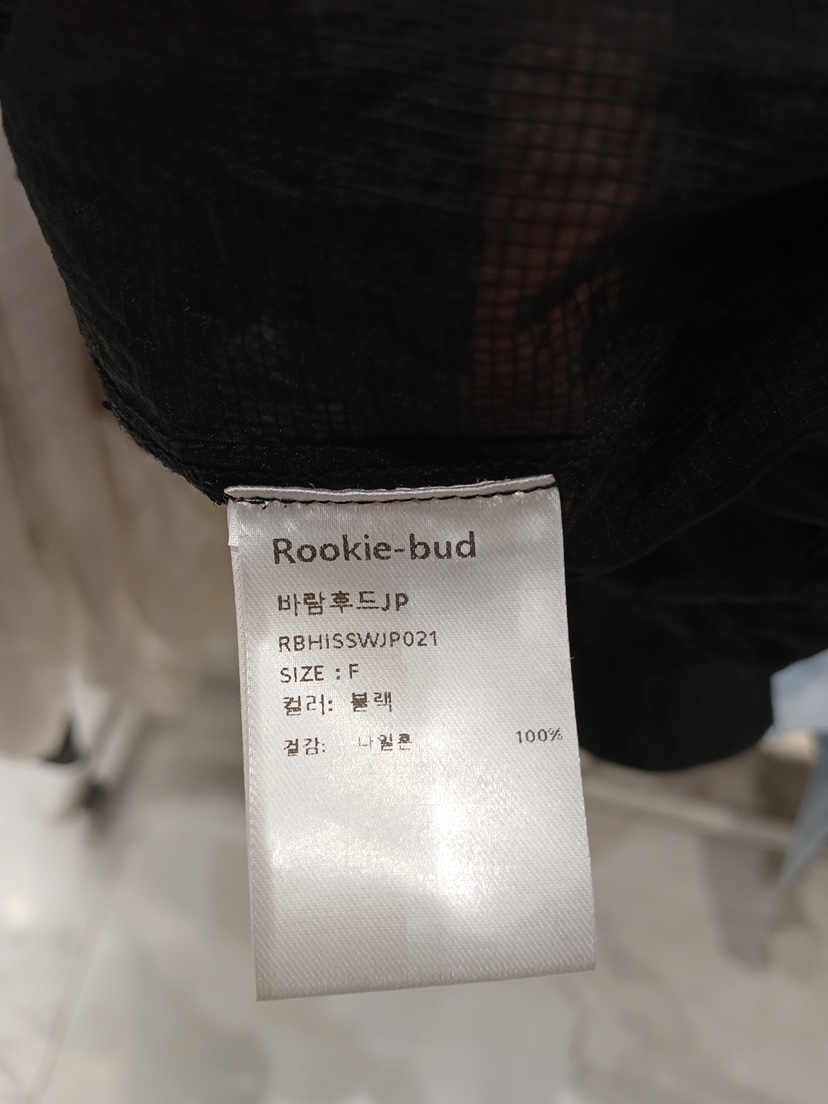 Rookie-bud
바람후드JP
RBHISSWJP021
SIZE : F
컬러: 블랙
겉감: 나일론 100%